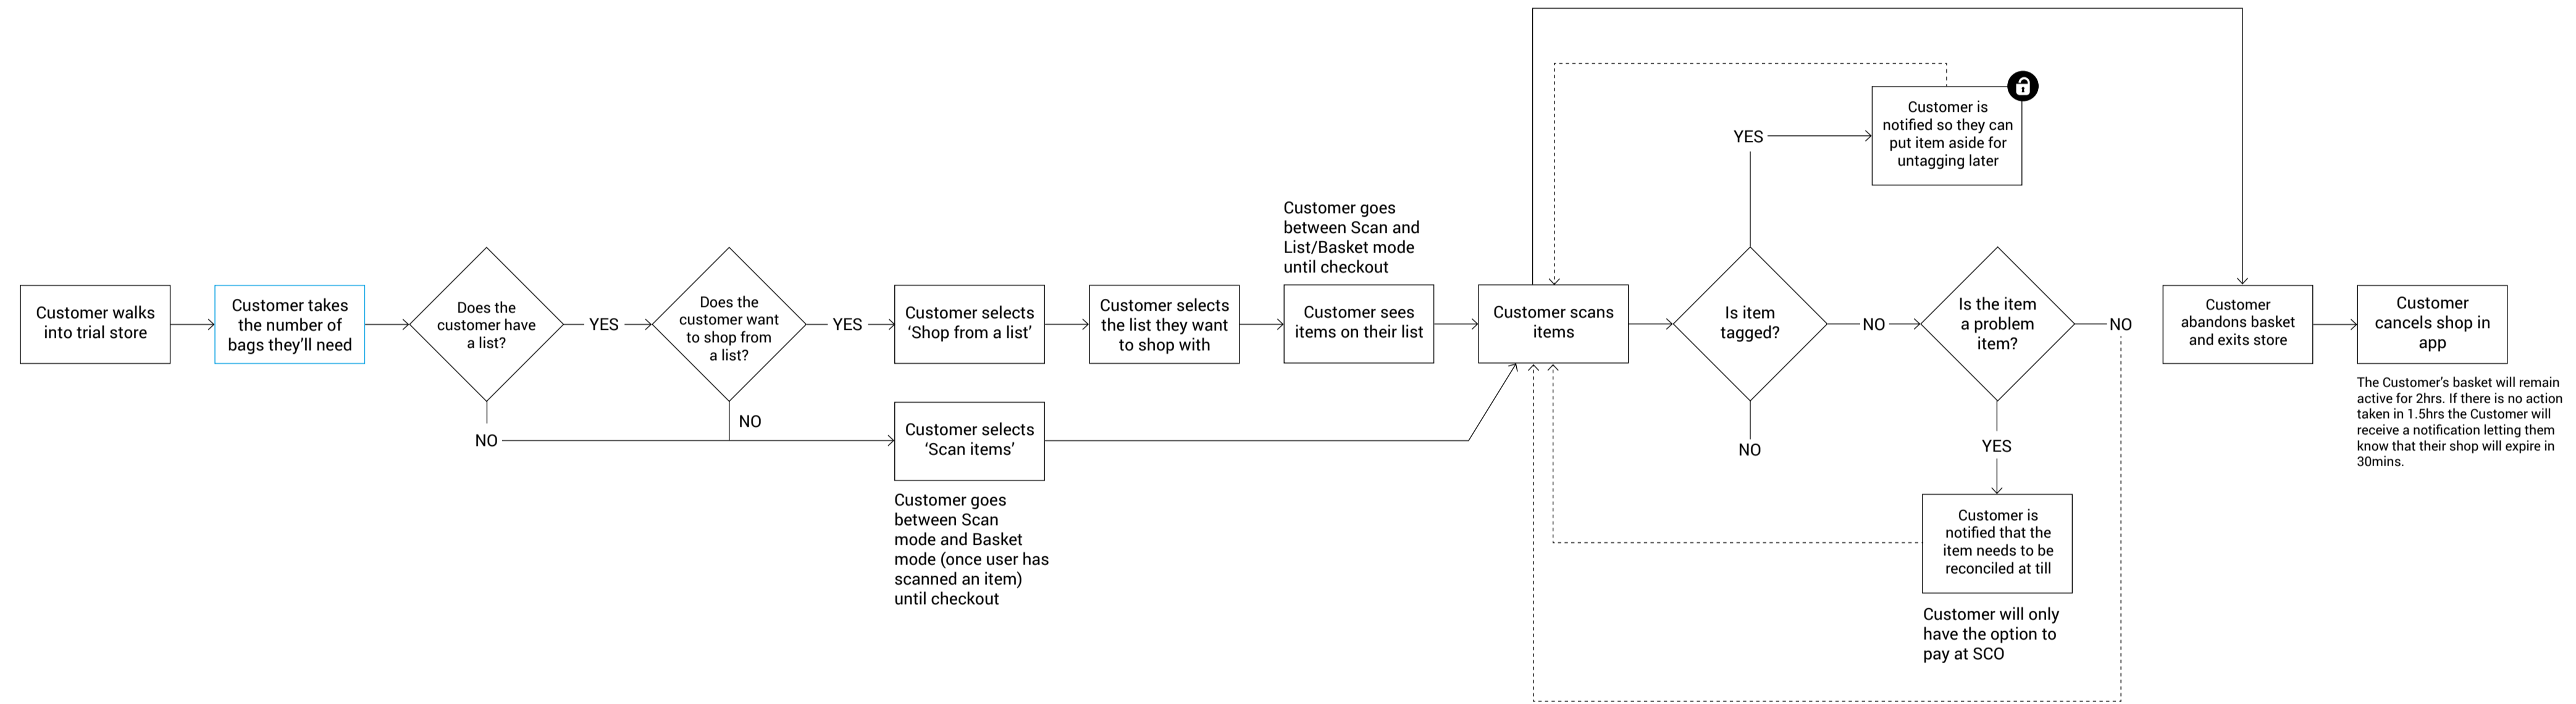 Customer walks
into trial store
Customer takes
the number of
bags they'll need
Does the
customer have
a list?
YES
NO
Does the
customer want
to shop from
a list?
YES
NO
Customer selects
‘Shop from a list’
Customer selects
the list they want
to shop with
Customer goes
between Scan and
List/Basket mode
until checkout
Customer sees
items on their list
Customer selects
‘Scan items’
Customer goes
between Scan
mode and Basket
mode (once user has
scanned an item)
until checkout
Customer scans
items
Is item
tagged?
YES
Customer is
notified so they can
put item aside for
untagging later
NO
NO
Is the item
a problem
item?
NO
YES
Customer is
notified that the
item needs to be
reconciled at till
Customer will only
have the option to
pay at SCO
Customer
abandons basket
and exits store
Customer
cancels shop in
app
The Customer's basket will remain
active for 2hrs. If there is no action
taken in 1.5hrs the Customer will
receive a notification letting them
know that their shop will expire in
30mins.